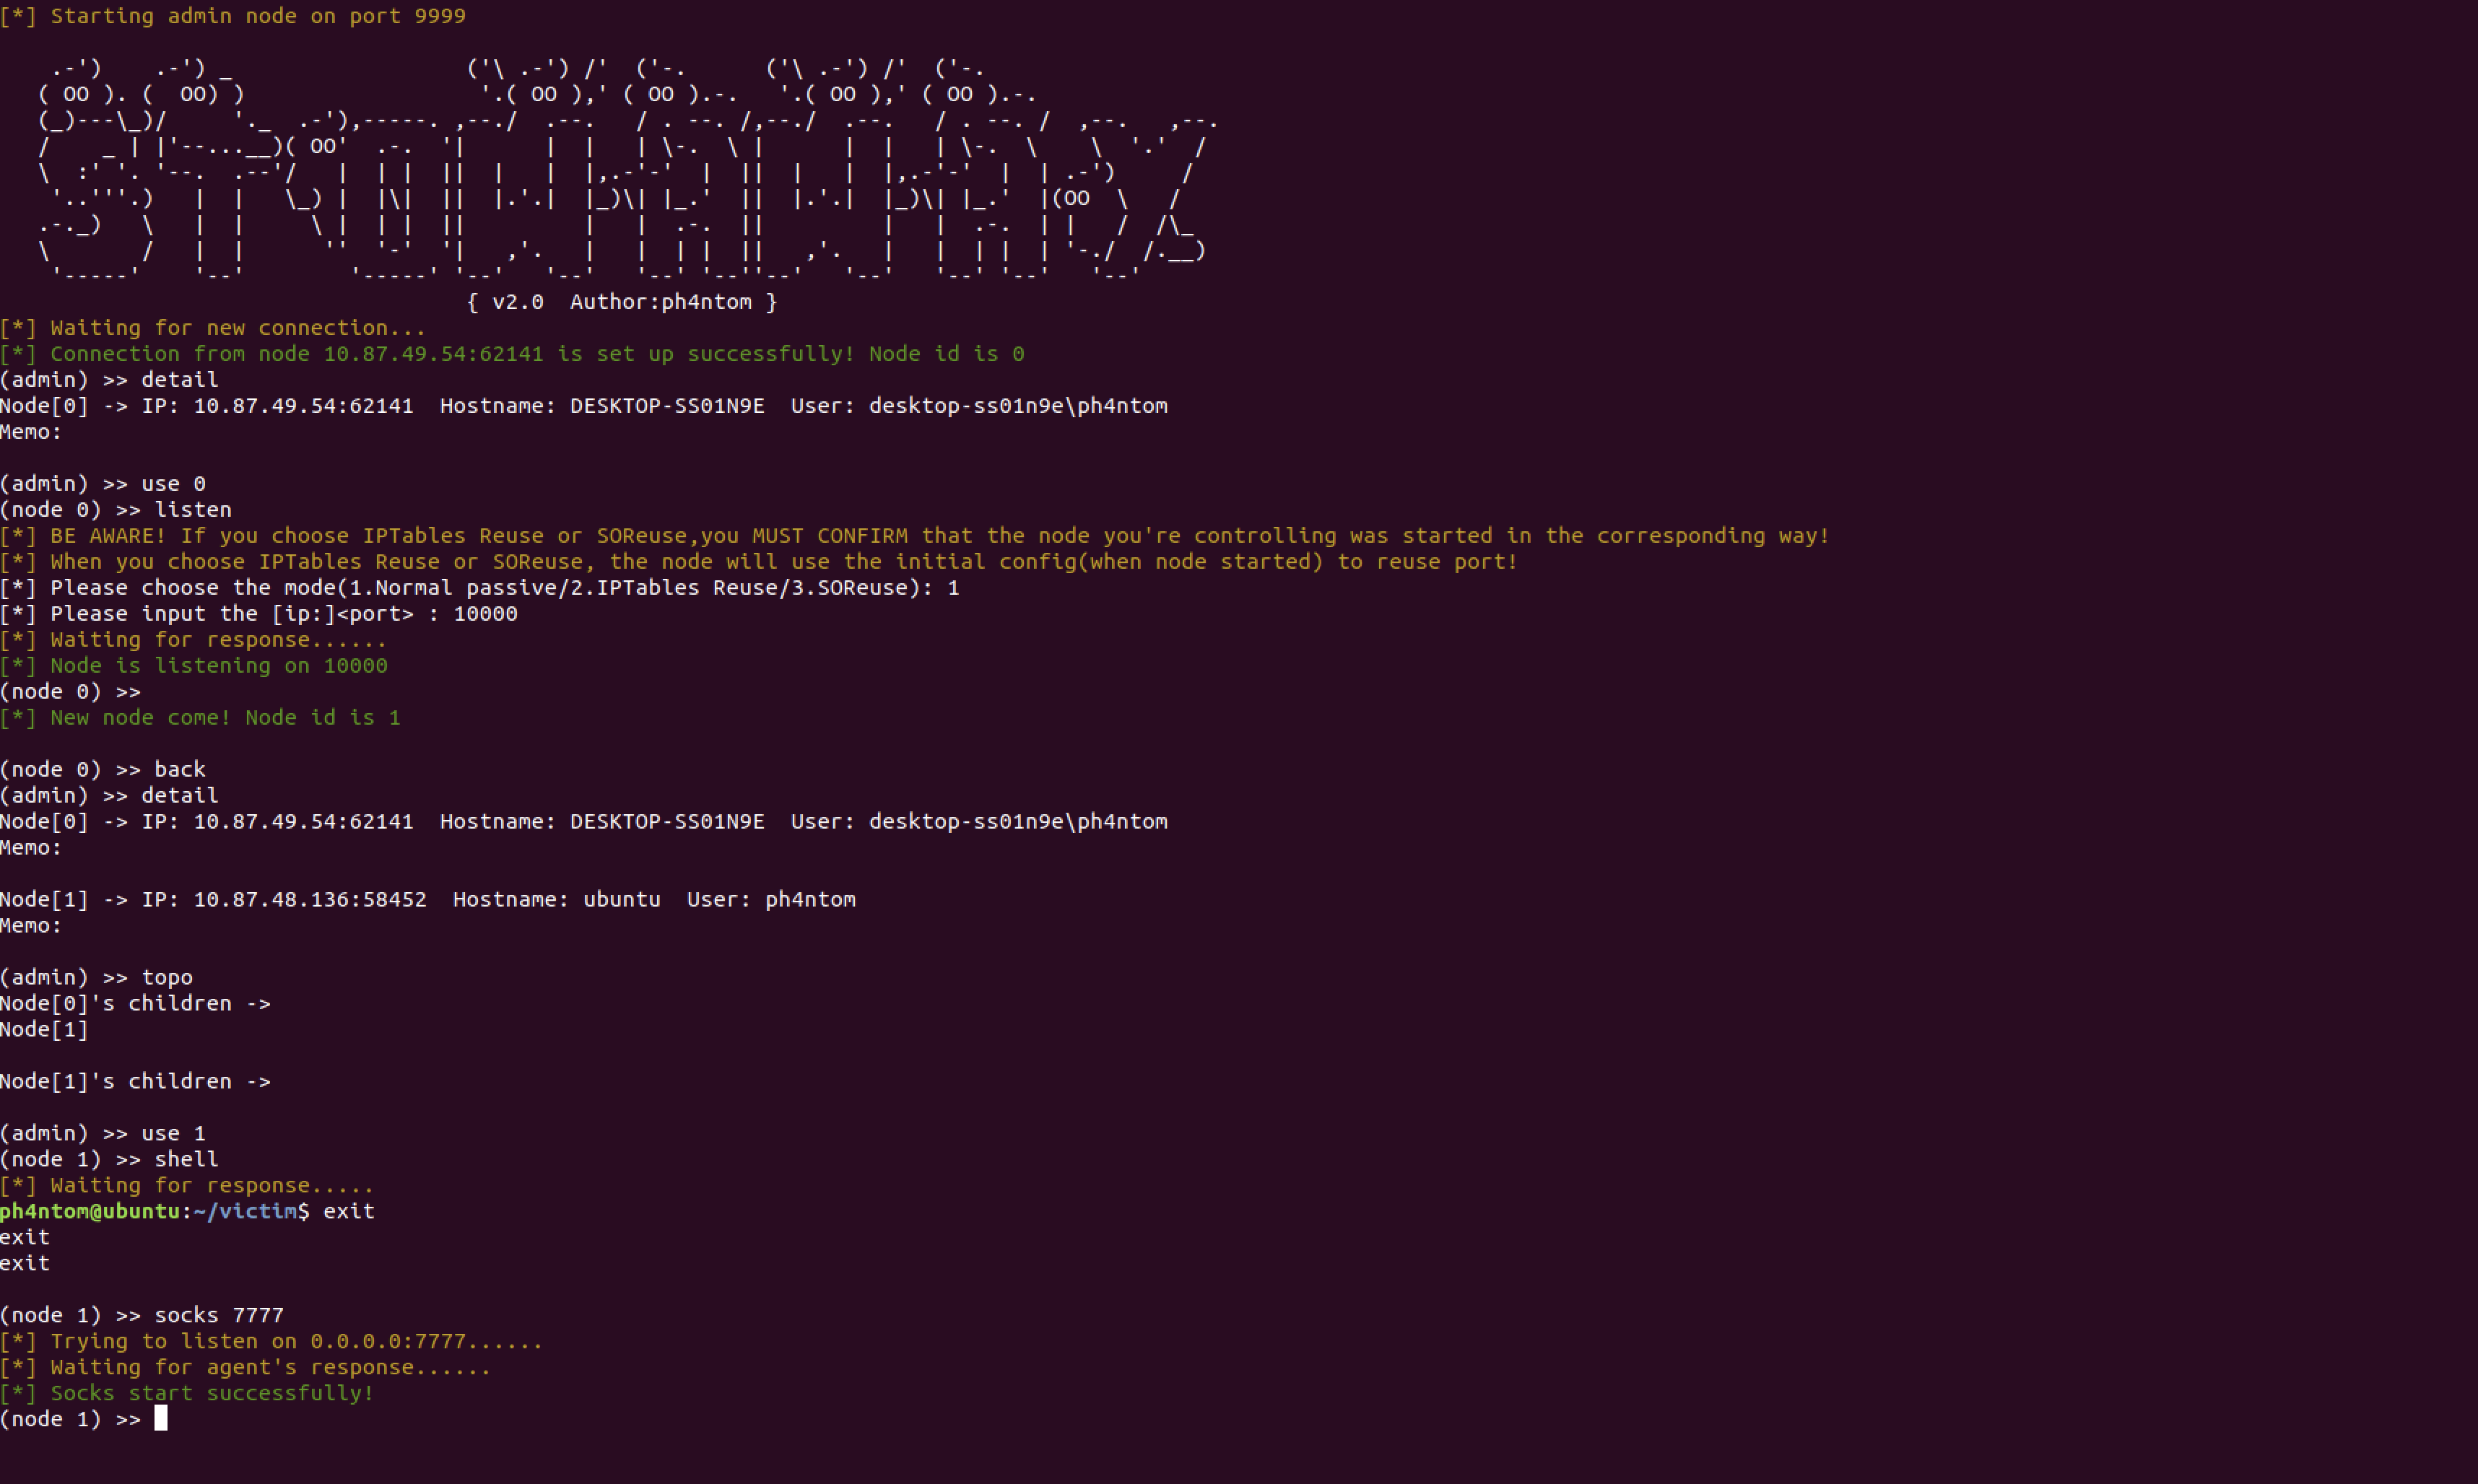 [*] Starting admin node on port 9999

    .-')    .-') _                  ('\ .-') /'  ('-.      ('\ .-') /'  ('-.
   ( OO ). (  OO) )                  '.( OO ),' ( OO ).-.   '.( OO ),' ( OO ).-.
   (_)---\_)/     '._  .-'),-----. ,--./  .--.   / . --. /,--./  .--.   / . --. /  ,--.   ,--.
   /    _ | |'--...__)( OO'  .-.  '|      |  |   | \-.  \ |      |  |   | \-.  \    \  '.'  /
   \  :' '. '--.  .--'/   |  | |  || |   |  |,.-'-'  |  || |   |  |,.-'-'  |  | .-')     /
    '..'''.)   |  |    \_) |  |\|  ||  |.'.|  |_)\| |_.'  ||  |.'.|  |_)\| |_.'  |(OO  \   /
   .-._)   \   |  |      \ |  | |  ||         |   |  .-.  ||         |   |  .-.  | |   /  /\_
   \       /   |  |       ''  '-'  '|   ,'.   |   |  | |  ||   ,'.   |   |  | |  | '-./  /.__)
    '-----'    '--'        '-----' '--'   '--'   '--' '--''--'   '--'   '--' '--'   '--'
                                    { v2.0  Author:ph4ntom }
[*] Waiting for new connection...
[*] Connection from node 10.87.49.54:62141 is set up successfully! Node id is 0
(admin) >> detail
Node[0] -> IP: 10.87.49.54:62141  Hostname: DESKTOP-SS01N9E  User: desktop-ss01n9e\ph4ntom
Memo:

(admin) >> use 0
(node 0) >> listen
[*] BE AWARE! If you choose IPTables Reuse or SOReuse,you MUST CONFIRM that the node you're controlling was started in the corresponding way!
[*] When you choose IPTables Reuse or SOReuse, the node will use the initial config(when node started) to reuse port!
[*] Please choose the mode(1.Normal passive/2.IPTables Reuse/3.SOReuse): 1
[*] Please input the [ip:]<port> : 10000
[*] Waiting for response......
[*] Node is listening on 10000
(node 0) >>
[*] New node come! Node id is 1

(node 0) >> back
(admin) >> detail
Node[0] -> IP: 10.87.49.54:62141  Hostname: DESKTOP-SS01N9E  User: desktop-ss01n9e\ph4ntom
Memo:

Node[1] -> IP: 10.87.48.136:58452  Hostname: ubuntu  User: ph4ntom
Memo:

(admin) >> topo
Node[0]'s children ->
Node[1]

Node[1]'s children ->

(admin) >> use 1
(node 1) >> shell
[*] Waiting for response.....
ph4ntom@ubuntu:~/victim$ exit
exit
exit

(node 1) >> socks 7777
[*] Trying to listen on 0.0.0.0:7777......
[*] Waiting for agent's response......
[*] Socks start successfully!
(node 1) >>